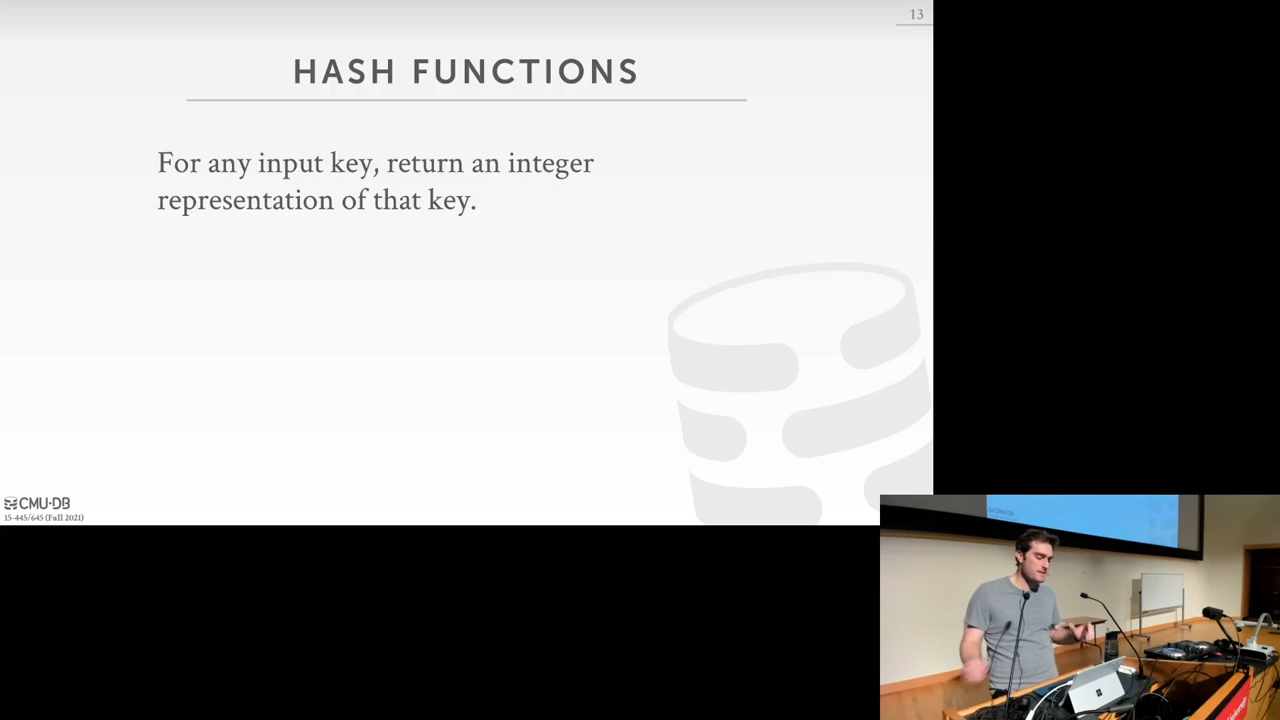 13
HASH FUNCTIONS
For any input key, return an integer
representation of that key.
CMU·DB
15-445/645 (Fall 2021)